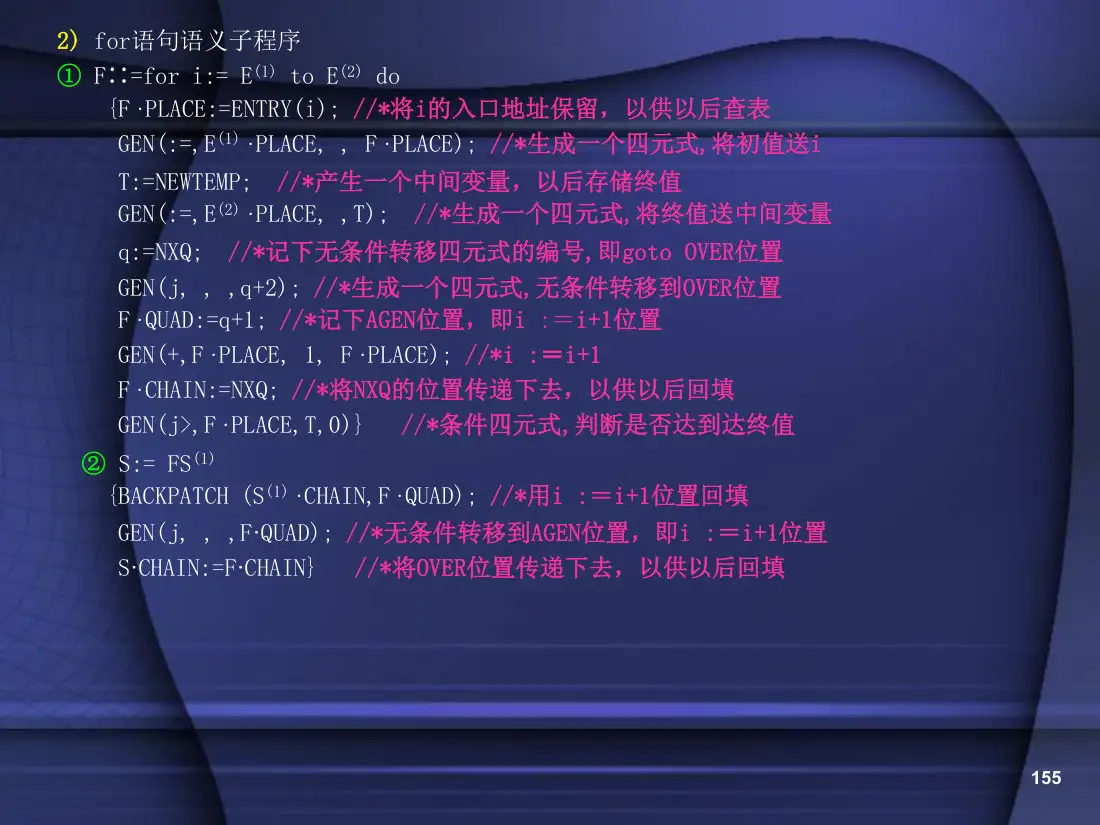 2) for语句语义子程序
① F∷=for i:= E⁽¹⁾ to E⁽²⁾ do
{F·PLACE:=ENTRY(i); //*将i的入口地址保留，以供以后查表
GEN(:=,E⁽¹⁾·PLACE, , F·PLACE); //*生成一个四元式,将初值送i
T:=NEWTEMP; //*产生一个中间变量，以后存储终值
GEN(:=,E⁽²⁾·PLACE, ,T); //*生成一个四元式,将终值送中间变量
q:=NXQ; //*记下无条件转移四元式的编号,即goto OVER位置
GEN(j, , ,q+2); //*生成一个四元式,无条件转移到OVER位置
F·QUAD:=q+1; //*记下AGEN位置，即i :＝i+1位置
GEN(+,F·PLACE, 1, F·PLACE); //*i :＝i+1
F·CHAIN:=NXQ; //*将NXQ的位置传递下去，以供以后回填
GEN(j>,F·PLACE,T,0)} //*条件四元式,判断是否达到达终值
② S:= FS⁽¹⁾
{BACKPATCH (S⁽¹⁾·CHAIN,F·QUAD); //*用i :＝i+1位置回填
GEN(j, , ,F·QUAD); //*无条件转移到AGEN位置，即i :＝i+1位置
S·CHAIN:=F·CHAIN} //*将OVER位置传递下去，以供以后回填
155